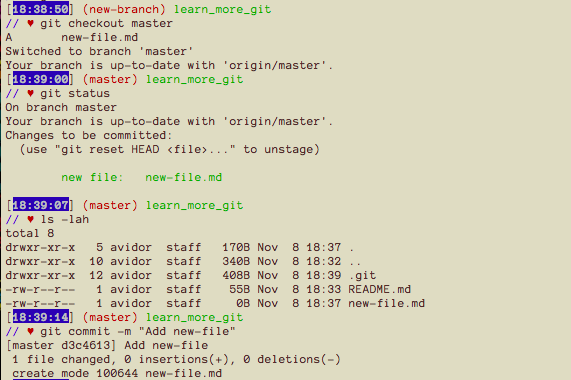 [18:38:50] (new-branch) learn_more_git
// ♥ git checkout master
A       new-file.md
Switched to branch 'master'
Your branch is up-to-date with 'origin/master'.
[18:39:00] (master) learn_more_git
// ♥ git status
On branch master
Your branch is up-to-date with 'origin/master'.
Changes to be committed:
  (use "git reset HEAD <file>..." to unstage)
        new file:   new-file.md
[18:39:07] (master) learn_more_git
// ♥ ls -lah
total 8
drwxr-xr-x   5 avidor  staff   170B Nov  8 18:37 .
drwxr-xr-x  10 avidor  staff   340B Nov  8 18:32 ..
drwxr-xr-x  12 avidor  staff   408B Nov  8 18:39 .git
-rw-r--r--   1 avidor  staff    55B Nov  8 18:33 README.md
-rw-r--r--   1 avidor  staff     0B Nov  8 18:37 new-file.md
[18:39:14] (master) learn_more_git
// ♥ git commit -m "Add new-file"
[master d3c4613] Add new-file
 1 file changed, 0 insertions(+), 0 deletions(-)
 create mode 100644 new-file.md